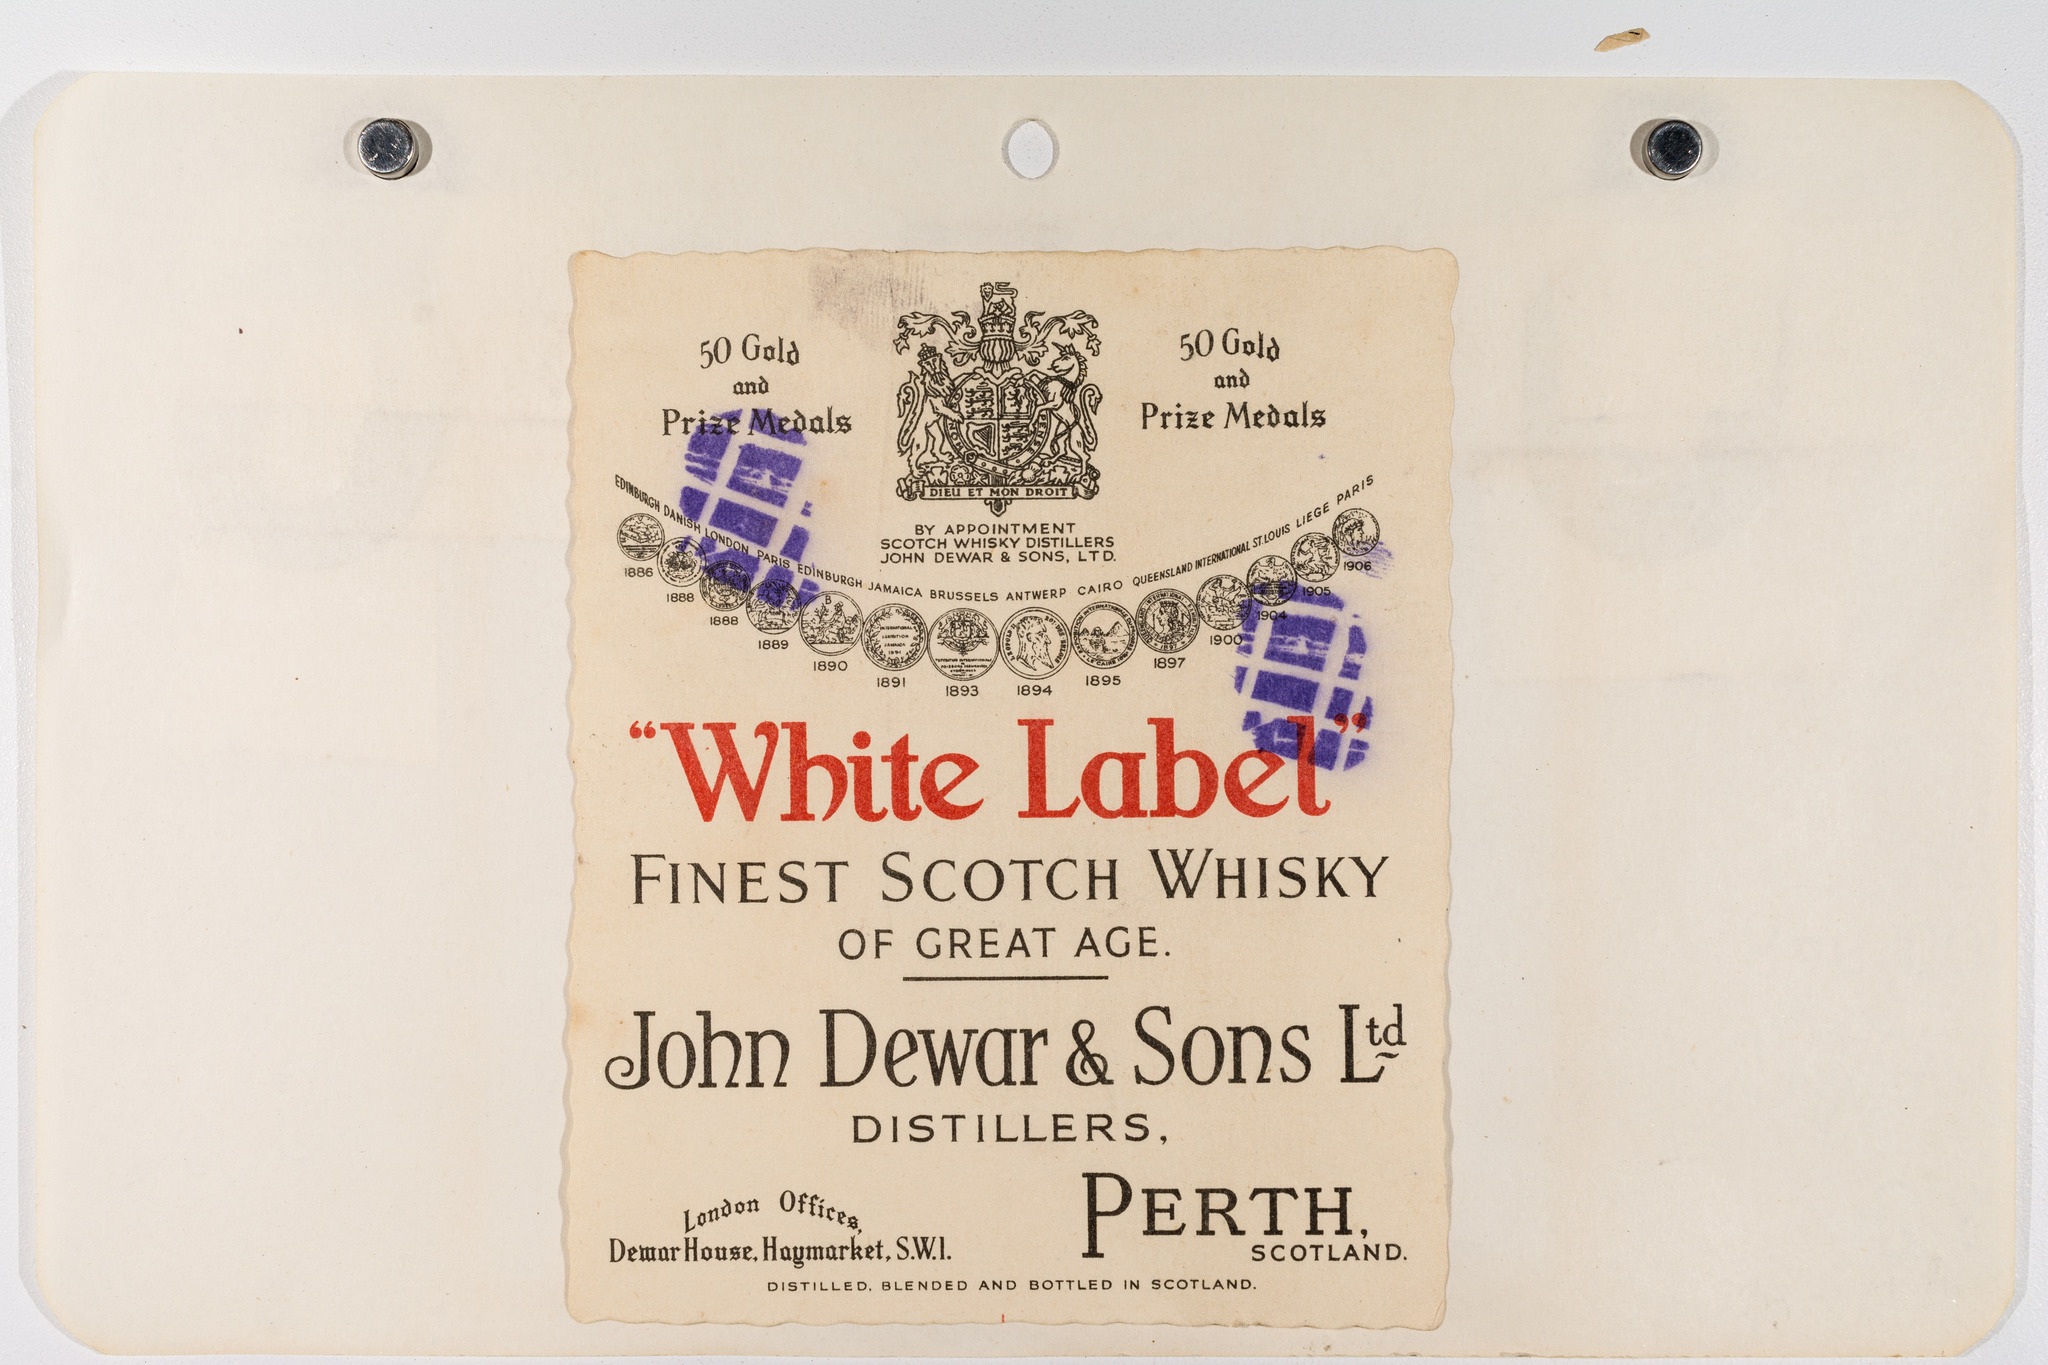 50 Gold
and
Prize Medals
50 Gold
and
Prize Medals
DIEU ET MON DROIT
BY APPOINTMENT
SCOTCH WHISKY DISTILLERS
JOHN DEWAR & SONS, LTD.
EDINBURGH DANISH LONDON PARIS EDINBURGH JAMAICA BRUSSELS ANTWERP CAIRO QUEENSLAND INTERNATIONAL ST. LOUIS LIEGE PARIS
1886 1888 1888 1889 1890 1891 1893 1894 1895 1897 1900 1904 1905 1906
"White Label"
FINEST SCOTCH WHISKY
OF GREAT AGE.
John Dewar & Sons Ltd
DISTILLERS,
PERTH,
SCOTLAND.
London Offices,
Dewar House, Haymarket, S.W.1.
DISTILLED, BLENDED AND BOTTLED IN SCOTLAND.